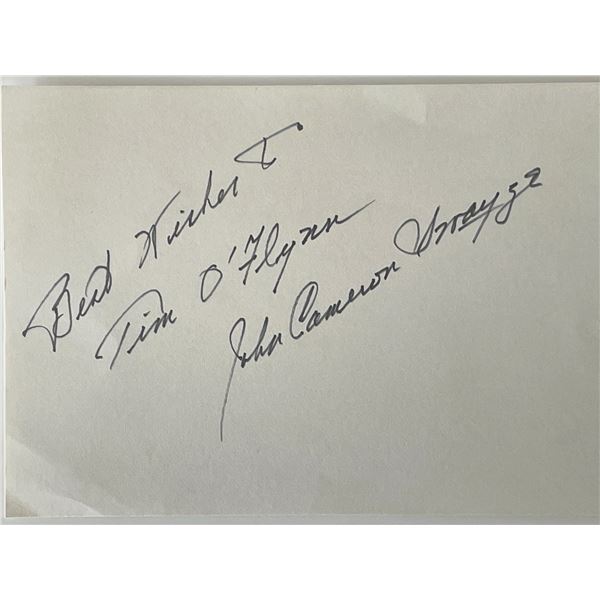 Best Wishes to
Tim O'Flynn
John Cameron Swayze